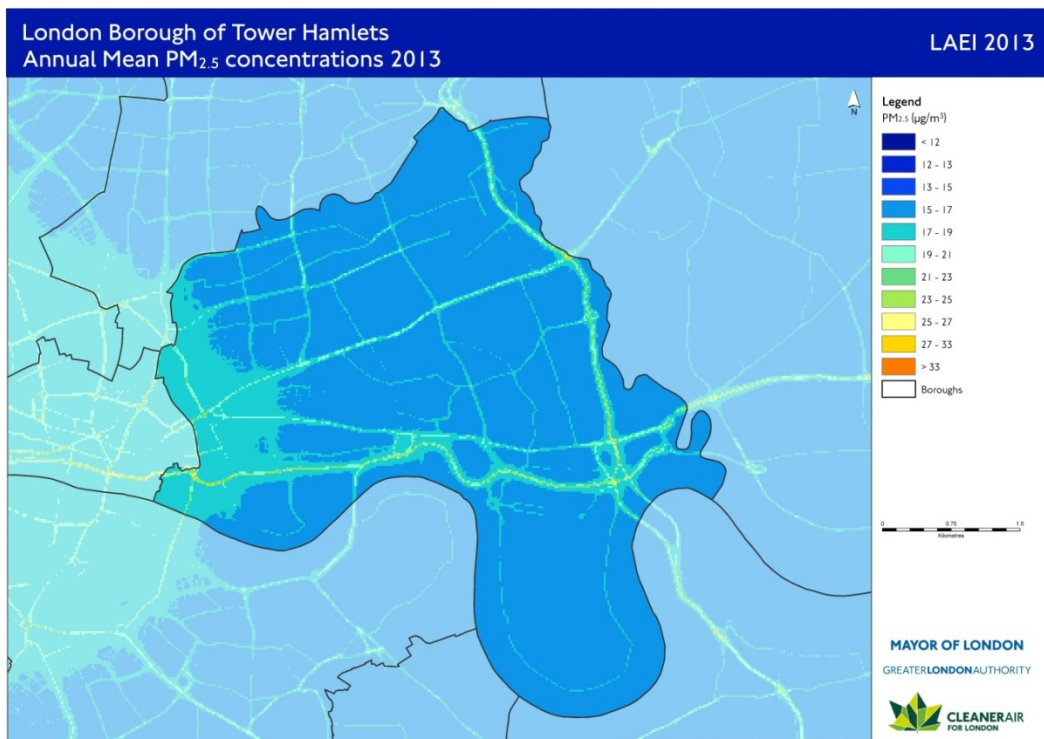 London Borough of Tower Hamlets
Annual Mean PM₂.₅ concentrations 2013
LAEI 2013
N
Legend
PM₂.₅ (µg/m³)
< 12
12 - 13
13 - 15
15 - 17
17 - 19
19 - 21
21 - 23
23 - 25
25 - 27
27 - 33
> 33
Boroughs
0 0.75 1.5
Kilometres
MAYOR OF LONDON
GREATERLONDONAUTHORITY
CLEANERAIR
FOR LONDON